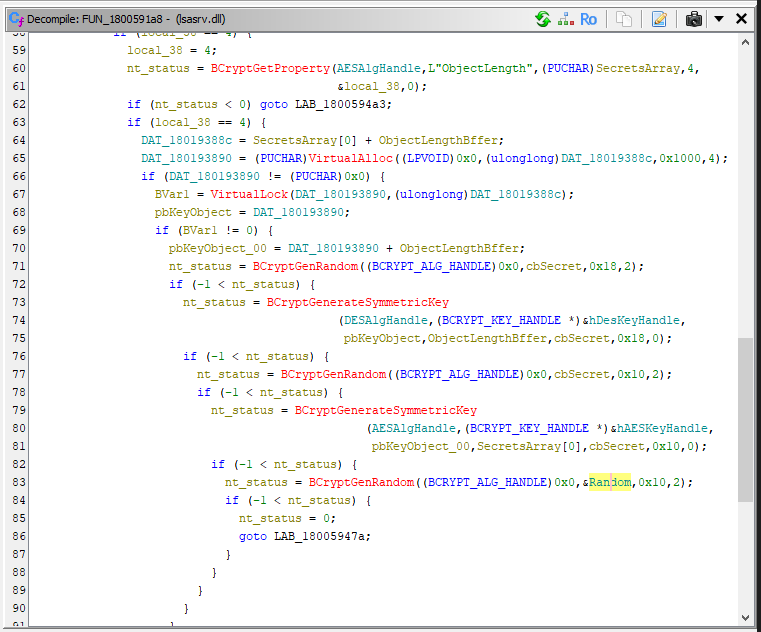 Decompile: FUN_1800591a8 - (lsasrv.dll)
Ro
58 if (local_38 == 4) {
59 local_38 = 4;
60 nt_status = BCryptGetProperty(AESAlgHandle,L"ObjectLength",(PUCHAR)SecretsArray,4,
61 &local_38,0);
62 if (nt_status < 0) goto LAB_1800594a3;
63 if (local_38 == 4) {
64 DAT_18019388c = SecretsArray[0] + ObjectLengthBffer;
65 DAT_180193890 = (PUCHAR)VirtualAlloc((LPVOID)0x0,(ulonglong)DAT_18019388c,0x1000,4);
66 if (DAT_180193890 != (PUCHAR)0x0) {
67 BVar1 = VirtualLock(DAT_180193890,(ulonglong)DAT_18019388c);
68 pbKeyObject = DAT_180193890;
69 if (BVar1 != 0) {
70 pbKeyObject_00 = DAT_180193890 + ObjectLengthBffer;
71 nt_status = BCryptGenRandom((BCRYPT_ALG_HANDLE)0x0,cbSecret,0x18,2);
72 if (-1 < nt_status) {
73 nt_status = BCryptGenerateSymmetricKey
74 (DESAlgHandle,(BCRYPT_KEY_HANDLE *)&hDesKeyHandle,
75 pbKeyObject,ObjectLengthBffer,cbSecret,0x18,0);
76 if (-1 < nt_status) {
77 nt_status = BCryptGenRandom((BCRYPT_ALG_HANDLE)0x0,cbSecret,0x10,2);
78 if (-1 < nt_status) {
79 nt_status = BCryptGenerateSymmetricKey
80 (AESAlgHandle,(BCRYPT_KEY_HANDLE *)&hAESKeyHandle,
81 pbKeyObject_00,SecretsArray[0],cbSecret,0x10,0);
82 if (-1 < nt_status) {
83 nt_status = BCryptGenRandom((BCRYPT_ALG_HANDLE)0x0,&Random,0x10,2);
84 if (-1 < nt_status) {
85 nt_status = 0;
86 goto LAB_18005947a;
87 }
88 }
89 }
90 }
91 }